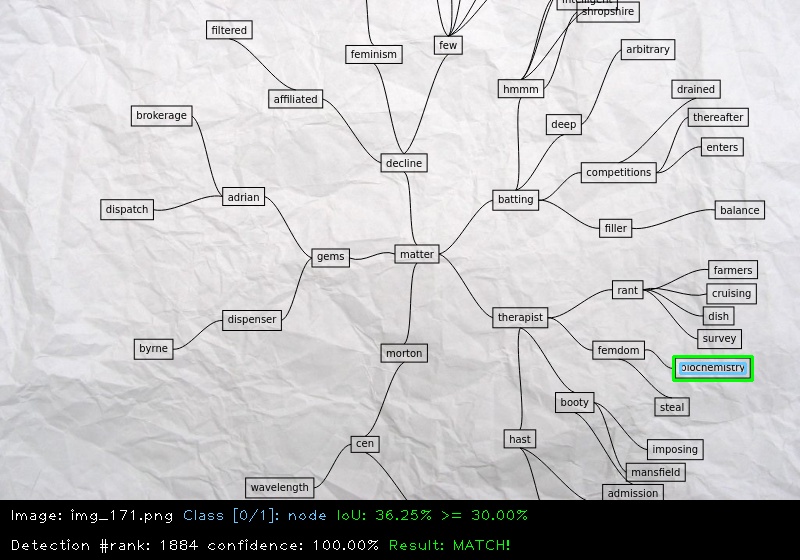 intelligent
shropshire
filtered
few
arbitrary
feminism
hmmm
drained
affiliated
brokerage
thereafter
deep
enters
decline
competitions
adrian
batting
dispatch
balance
filler
matter
gems
farmers
rant
cruising
dispenser
therapist
dish
survey
byrne
morton
femdom
biochemistry
booty
steal
cen
hast
imposing
mansfield
wavelength
admission
Image: img_171.png Class [0/1]: node IoU: 36.25% >= 30.00%
Detection #rank: 1884 confidence: 100.00% Result: MATCH!